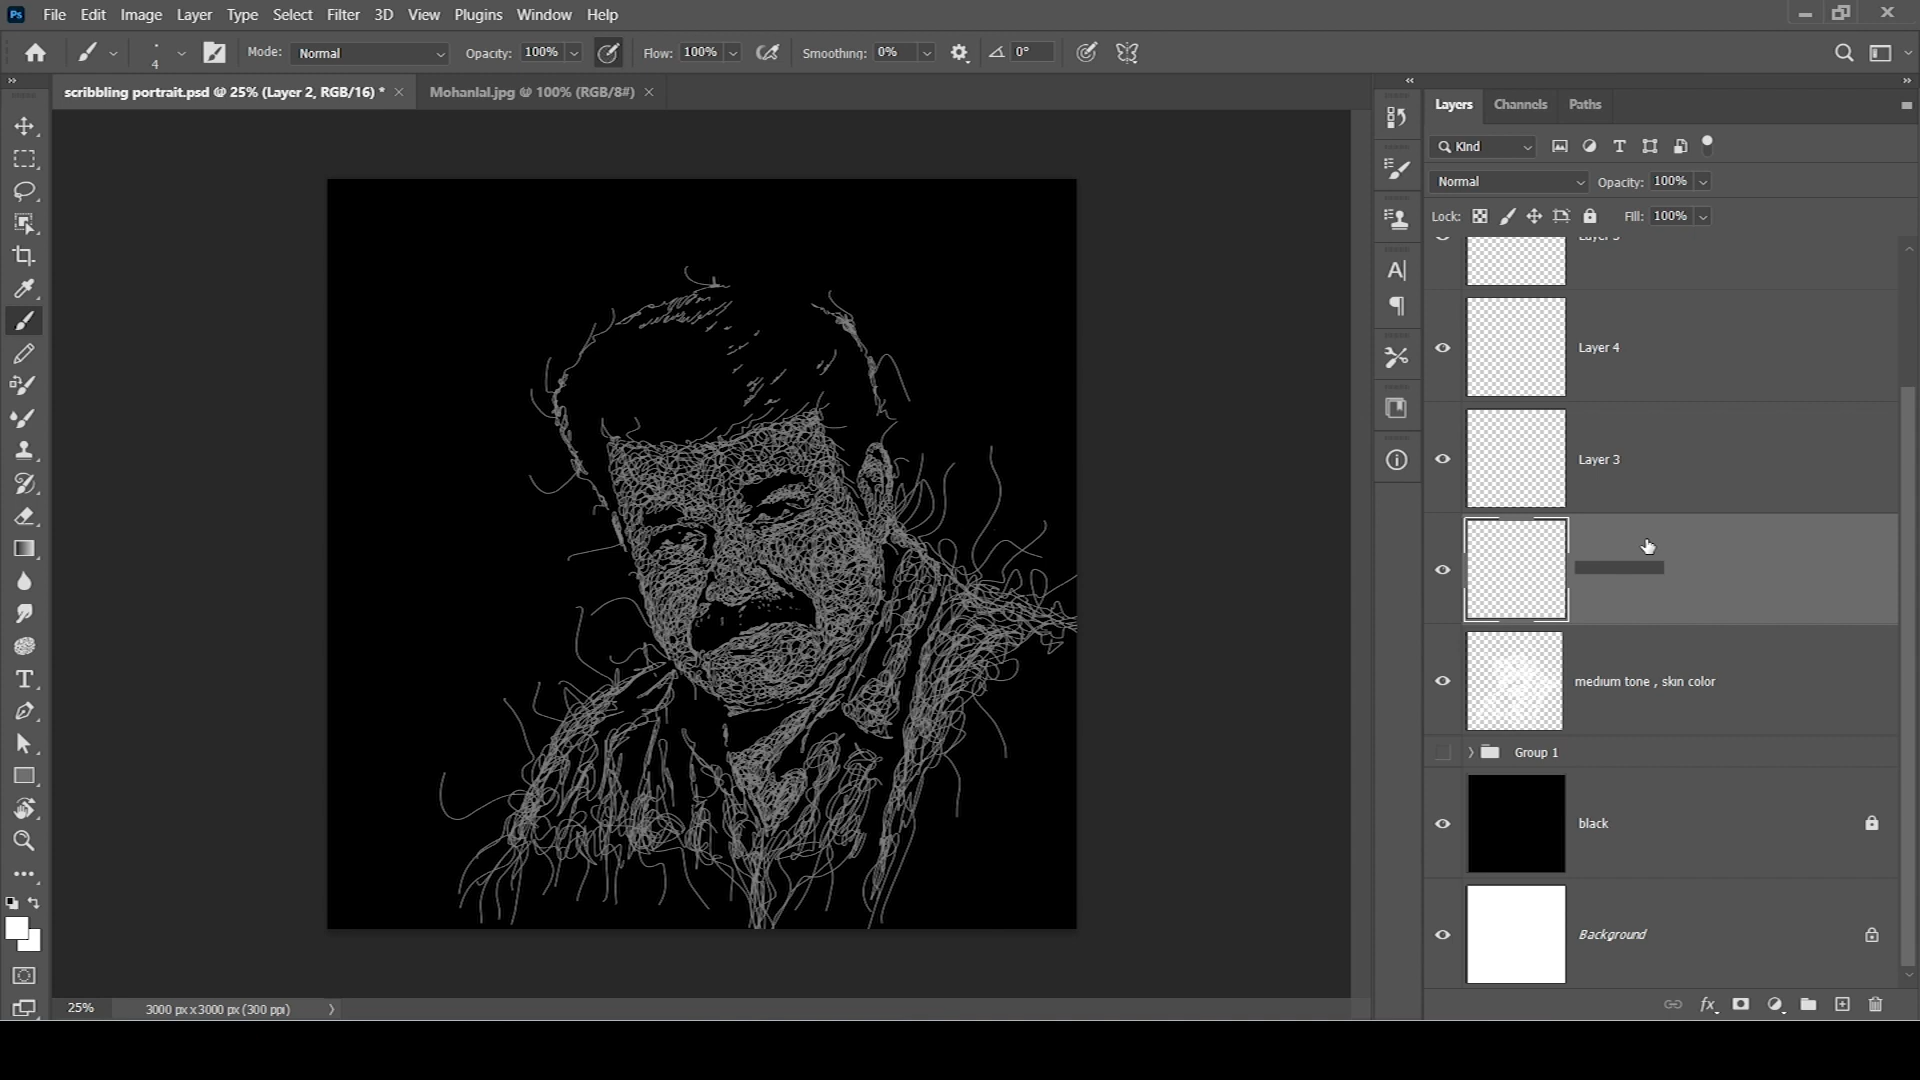 Ps File Edit Image Layer Type Select Filter 3D View Plugins Window Help
4 Mode: Normal Opacity: 100% Flow: 100% Smoothing: 0% 0°
scribbling portrait.psd @ 25% (Layer 2, RGB/16) * × Mohanlal.jpg @ 100% (RGB/8#) ×
Layers Channels Paths
Kind
Normal Opacity: 100%
Lock: Fill: 100%
Layer 4
Layer 3
medium tone , skin color
Group 1
black
Background
25% 3000 px x 3000 px (300 ppi)